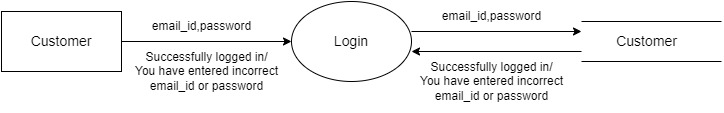 email_id,password
Customer
Successfully logged in/
You have entered incorrect
email_id or password
Login
email_id,password
Successfully logged in/
You have entered incorrect
email_id or password
Customer